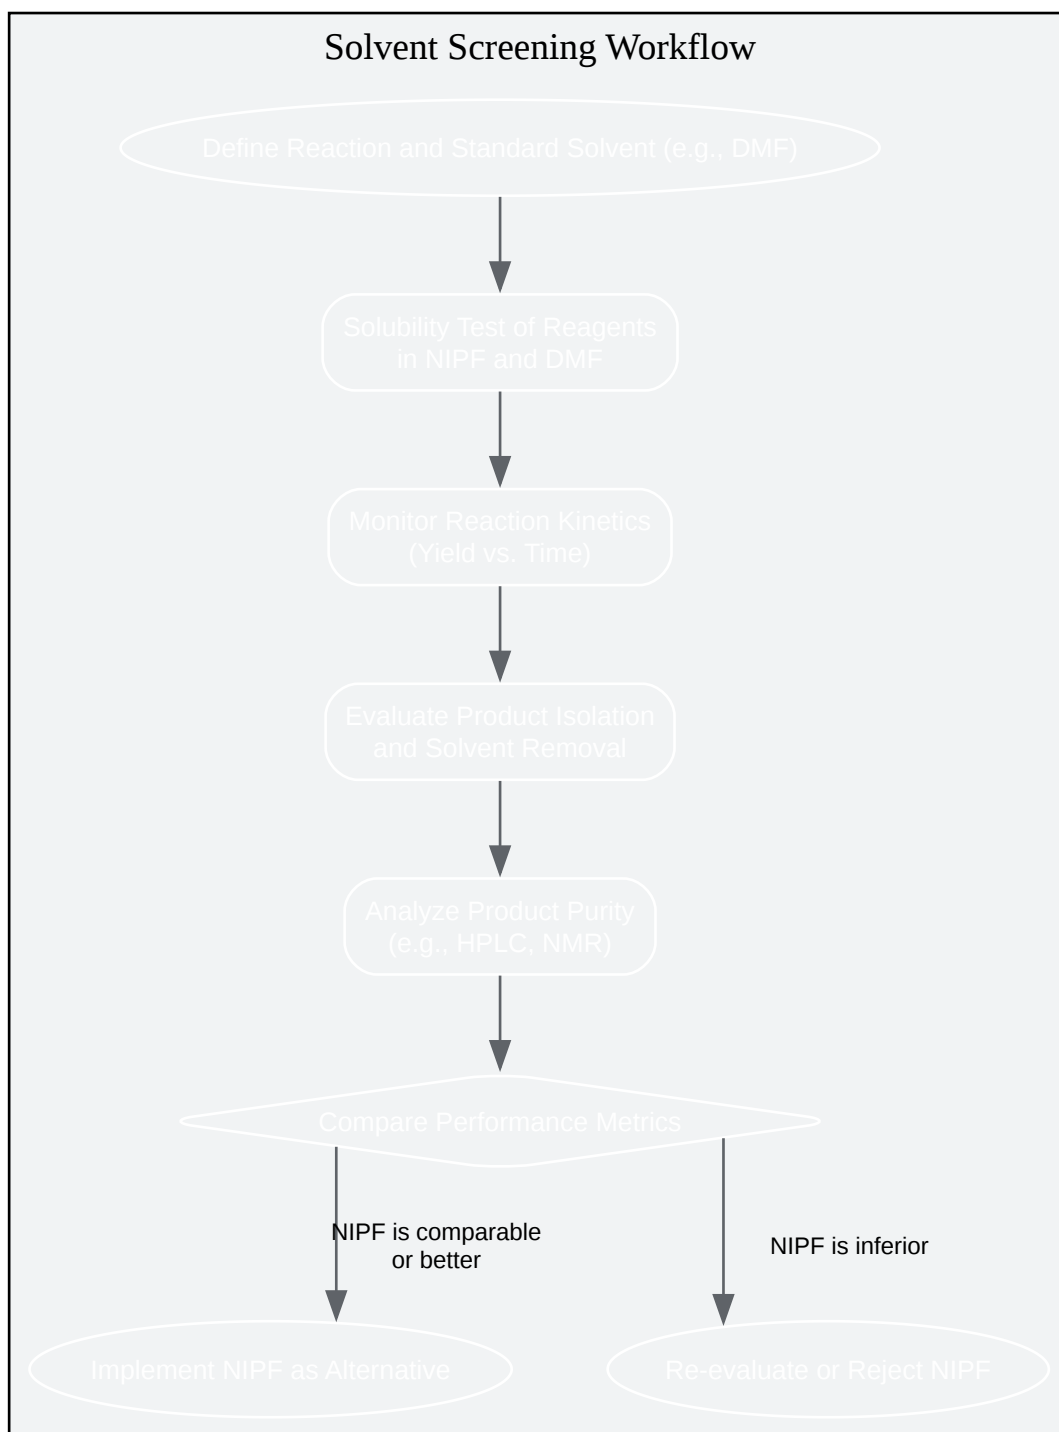 Solvent Screening Workflow
Define Reaction and Standard Solvent (e.g., DMF)
Solubility Test of Reagents
in NIPF and DMF
Monitor Reaction Kinetics
(Yield vs. Time)
Evaluate Product Isolation
and Solvent Removal
Analyze Product Purity
(e.g., HPLC, NMR)
Compare Performance Metrics
NIPF is comparable
or better
NIPF is inferior
Implement NIPF as Alternative
Re-evaluate or Reject NIPF